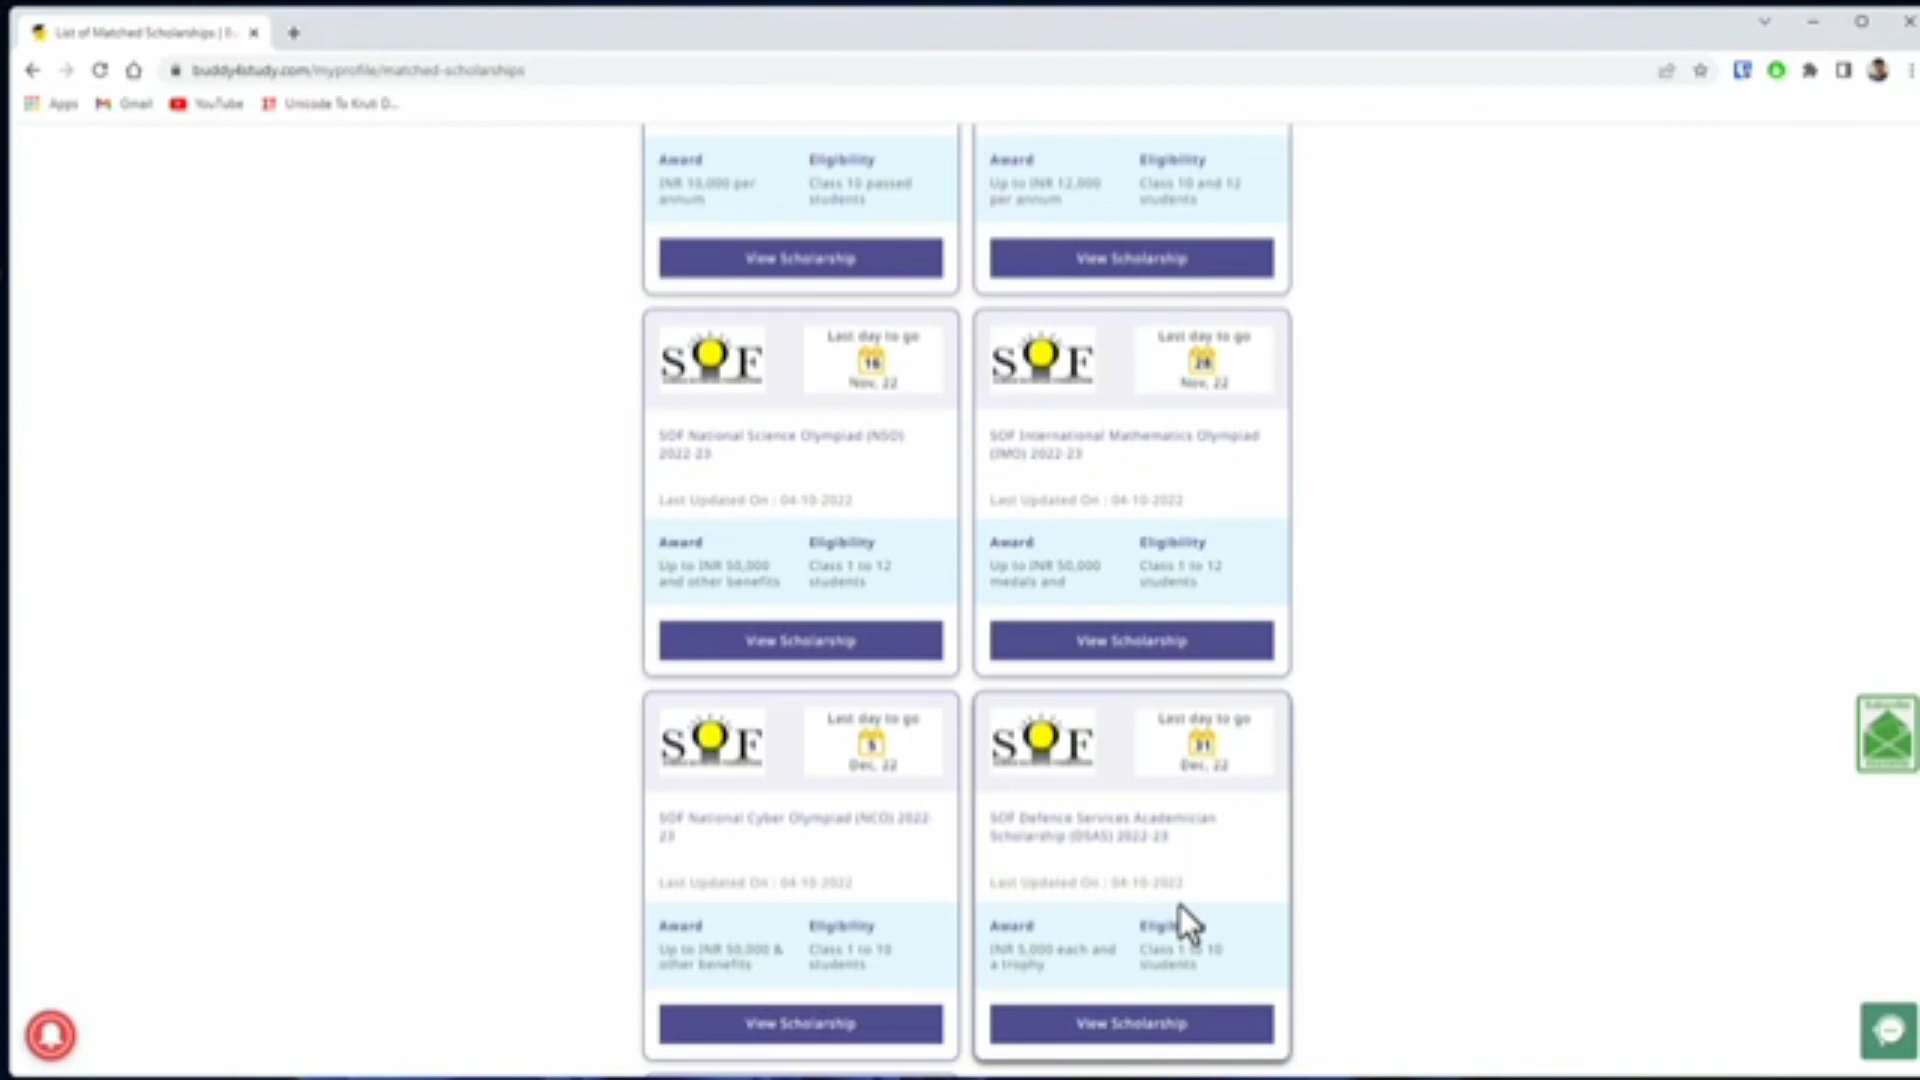 List of Matched Scholarships |
buddy4study.com/myprofile/matched-scholarships
Apps Gmail YouTube Unicode To Kruti D...
Award Eligibility
INR 10,000 per Class 10 passed
annum students
View Scholarship
Award Eligibility
Up to INR 12,000 Class 10 and 12
per annum students
View Scholarship
SOF
Last day to go
16
Nov, 22
SOF National Science Olympiad (NSO)
2022-23
Last Updated On : 04-10-2022
Award Eligibility
Up to INR 50,000 Class 1 to 12
and other benefits students
View Scholarship
SOF
Last day to go
28
Nov, 22
SOF International Mathematics Olympiad
(IMO) 2022-23
Last Updated On : 04-10-2022
Award Eligibility
Up to INR 50,000 Class 1 to 12
medals and students
View Scholarship
SOF
Last day to go
5
Dec, 22
SOF National Cyber Olympiad (NCO) 2022-
23
Last Updated On : 04-10-2022
Award Eligibility
Up to INR 50,000 & Class 1 to 10
other benefits students
View Scholarship
SOF
Last day to go
31
Dec, 22
SOF Defence Services Academician
Scholarship (DSAS) 2022-23
Last Updated On : 04-10-2022
Award Eligib
INR 5,000 each and Class 1 to 10
a trophy students
View Scholarship